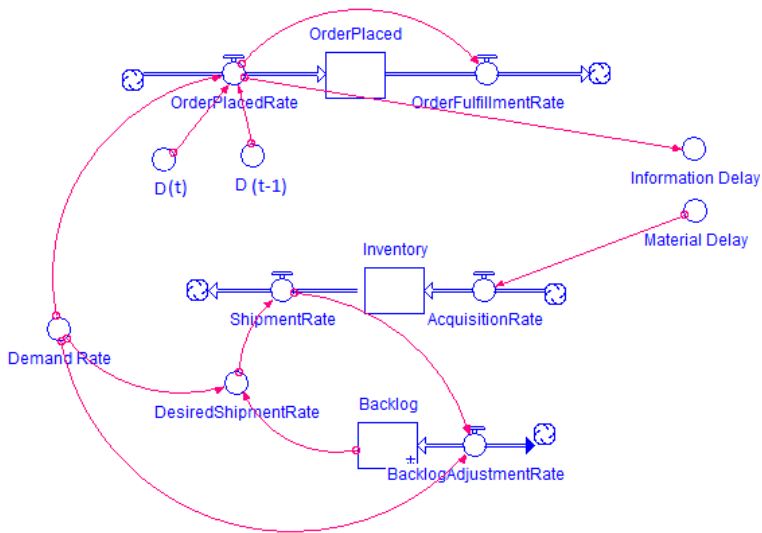 OrderPlaced
OrderPlacedRate
OrderFulfillmentRate
D(t)
D (t-1)
Information Delay
Material Delay
Inventory
ShipmentRate
AcquisitionRate
Demand Rate
DesiredShipmentRate
Backlog
BacklogAdjustmentRate